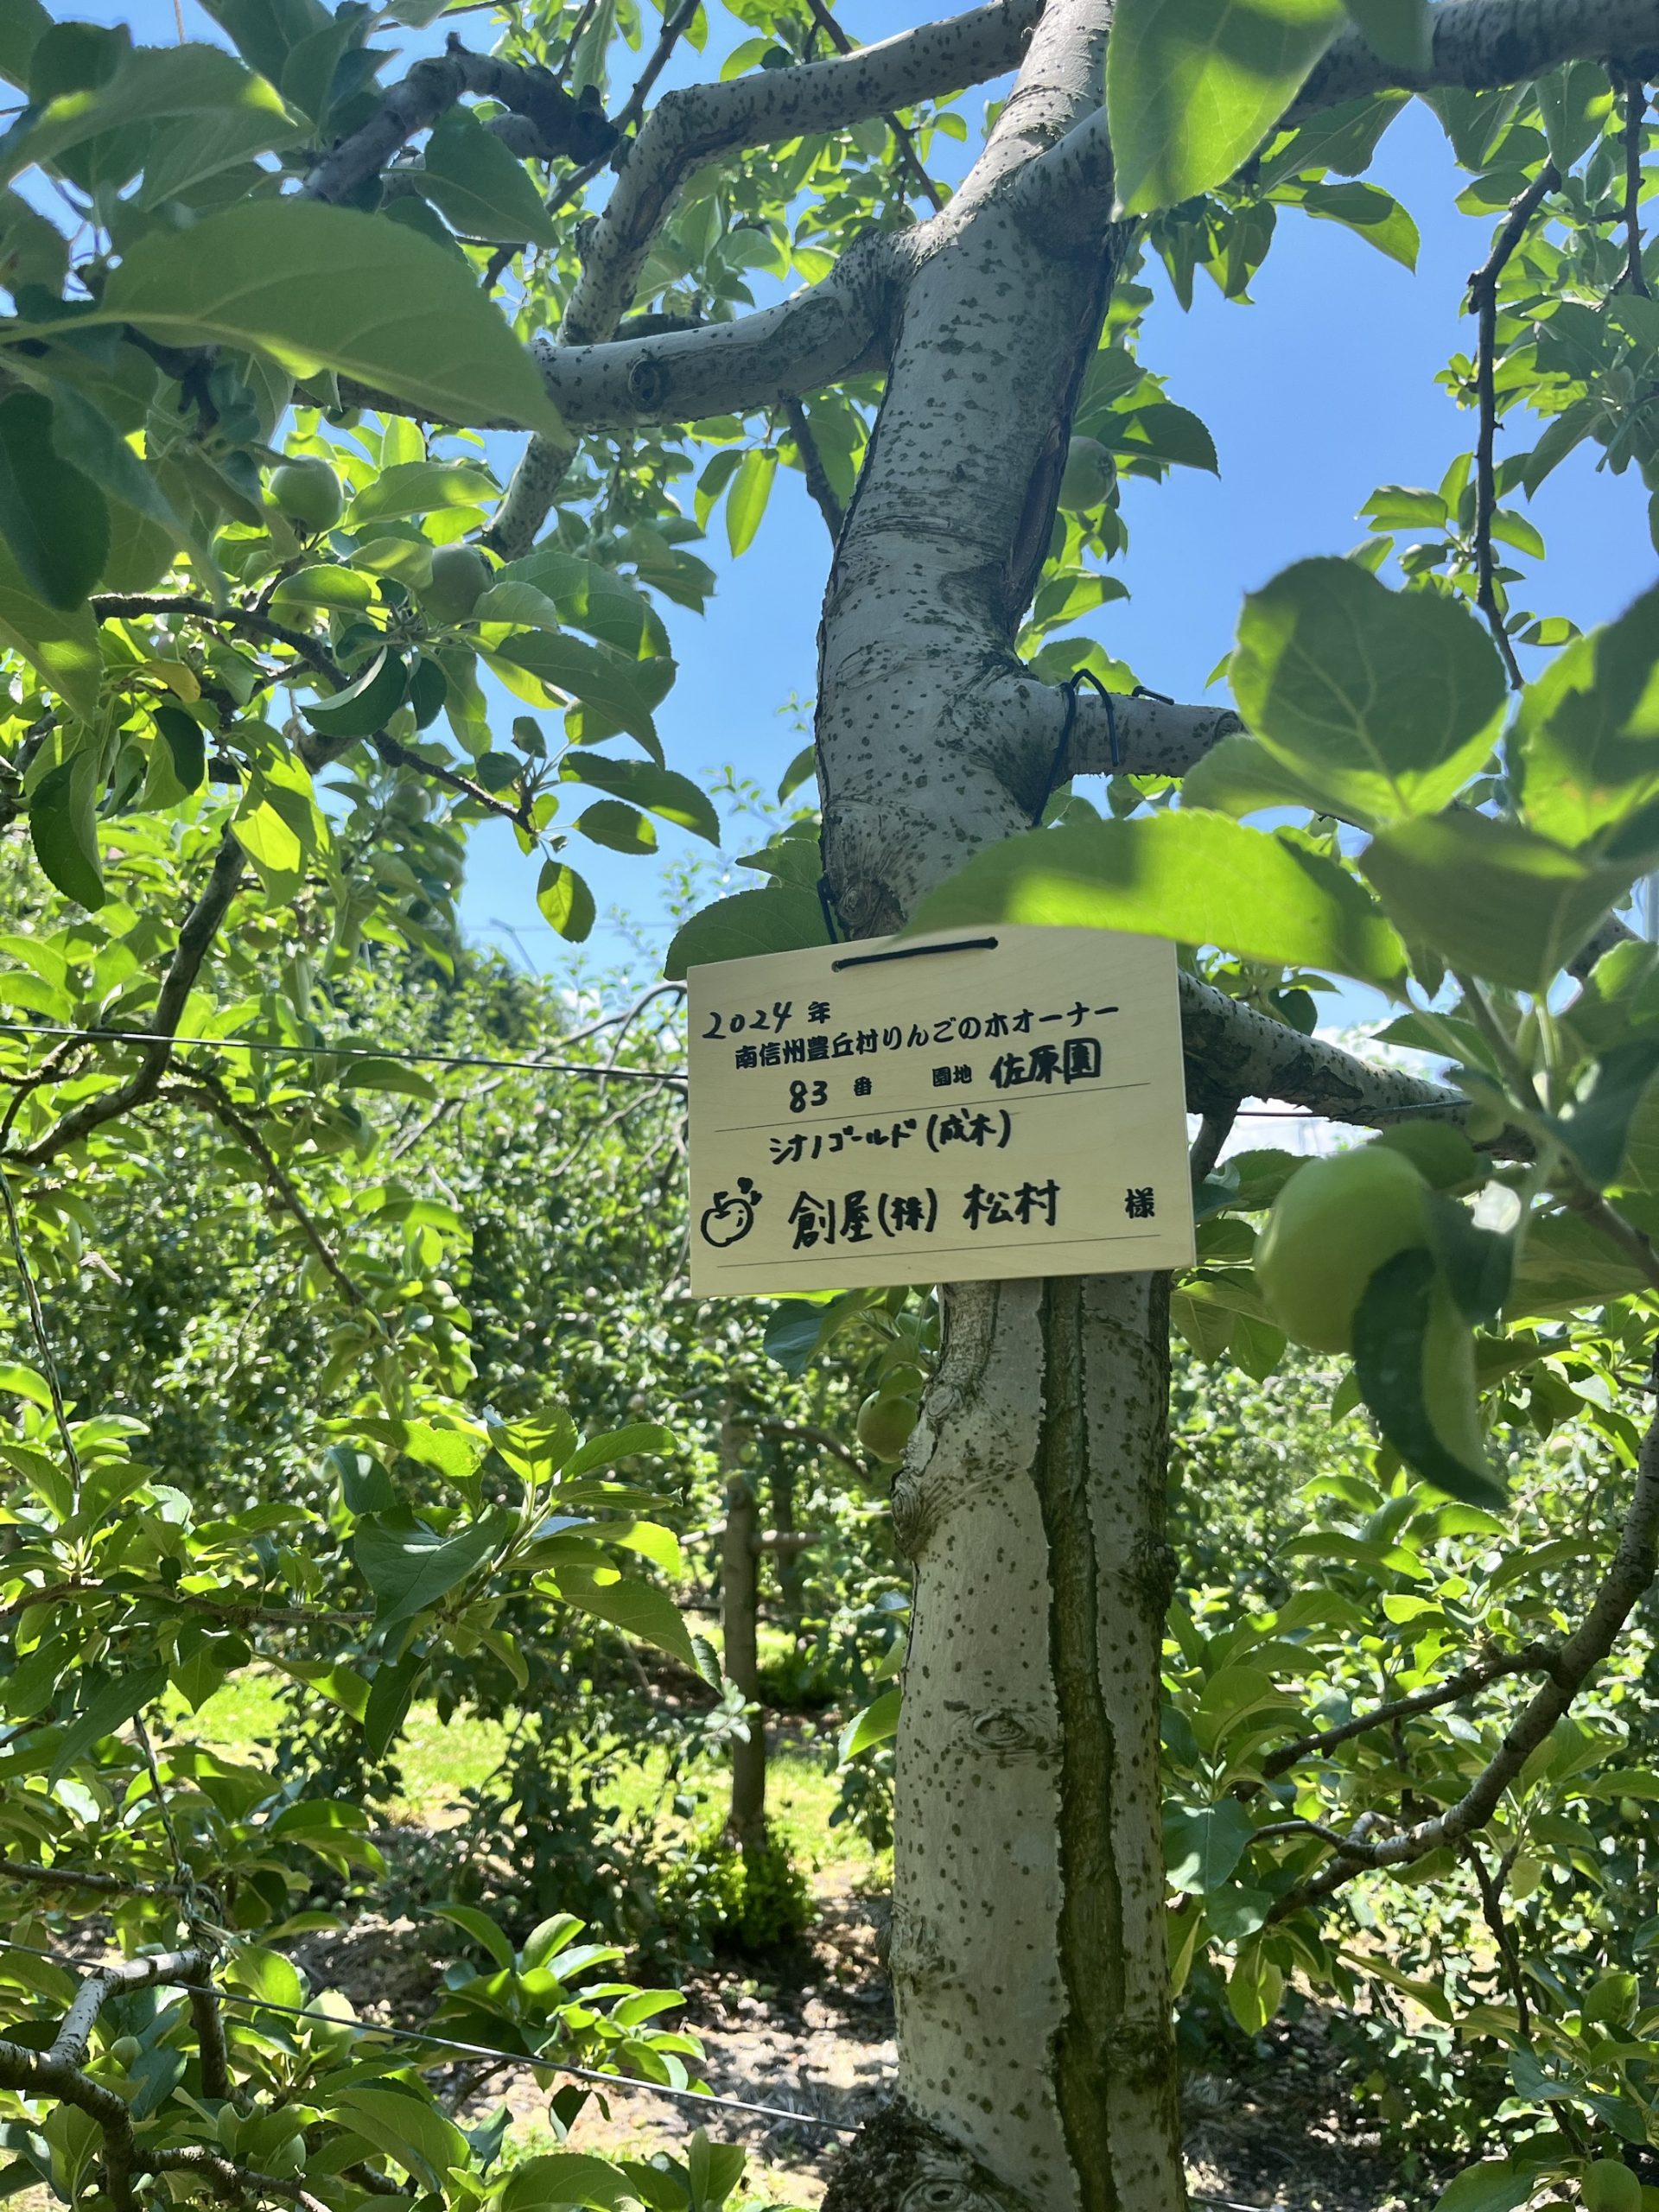 2024年
南信州豊丘村りんごの木オーナー
83 番 園地 佐原園
シナノゴールド(成木)
創屋(株) 松村 様